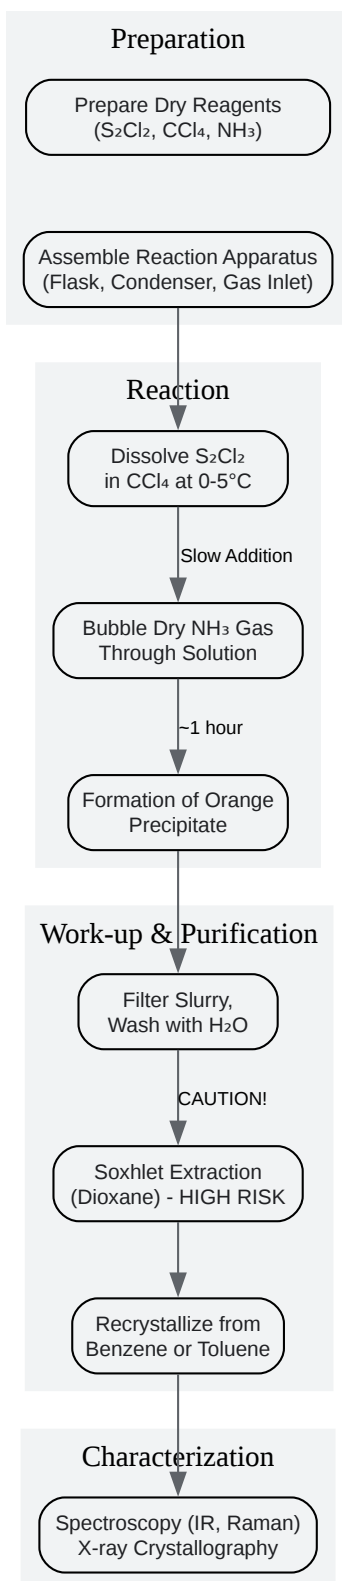 Preparation
Prepare Dry Reagents
(S₂Cl₂, CCl₄, NH₃)
Assemble Reaction Apparatus
(Flask, Condenser, Gas Inlet)
Reaction
Dissolve S₂Cl₂
in CCl₄ at 0-5°C
Slow Addition
Bubble Dry NH₃ Gas
Through Solution
~1 hour
Formation of Orange
Precipitate
Work-up & Purification
Filter Slurry,
Wash with H₂O
CAUTION!
Soxhlet Extraction
(Dioxane) - HIGH RISK
Recrystallize from
Benzene or Toluene
Characterization
Spectroscopy (IR, Raman)
X-ray Crystallography